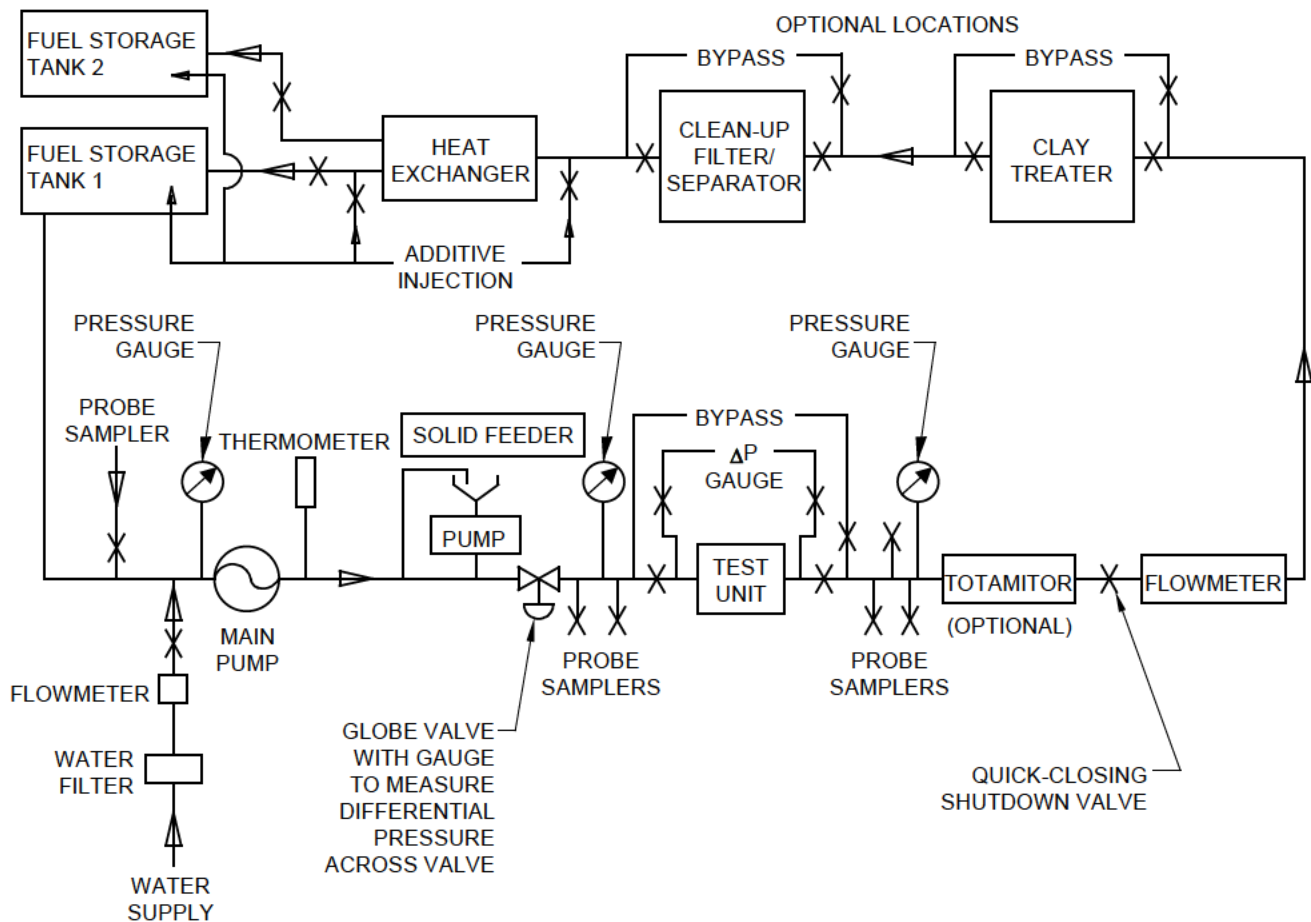 OPTIONAL LOCATIONS
FUEL STORAGE
TANK 2
BYPASS
BYPASS
FUEL STORAGE
TANK 1
HEAT
EXCHANGER
CLEAN-UP
FILTER/
SEPARATOR
CLAY
TREATER
ADDITIVE
INJECTION
PRESSURE
GAUGE
PRESSURE
GAUGE
PRESSURE
GAUGE
PROBE
SAMPLER
THERMOMETER
SOLID FEEDER
BYPASS
ΔP
GAUGE
PUMP
TEST
UNIT
TOTAMITOR
(OPTIONAL)
FLOWMETER
MAIN
PUMP
PROBE
SAMPLERS
PROBE
SAMPLERS
FLOWMETER
WATER
FILTER
GLOBE VALVE
WITH GAUGE
TO MEASURE
DIFFERENTIAL
PRESSURE
ACROSS VALVE
QUICK-CLOSING
SHUTDOWN VALVE
WATER
SUPPLY